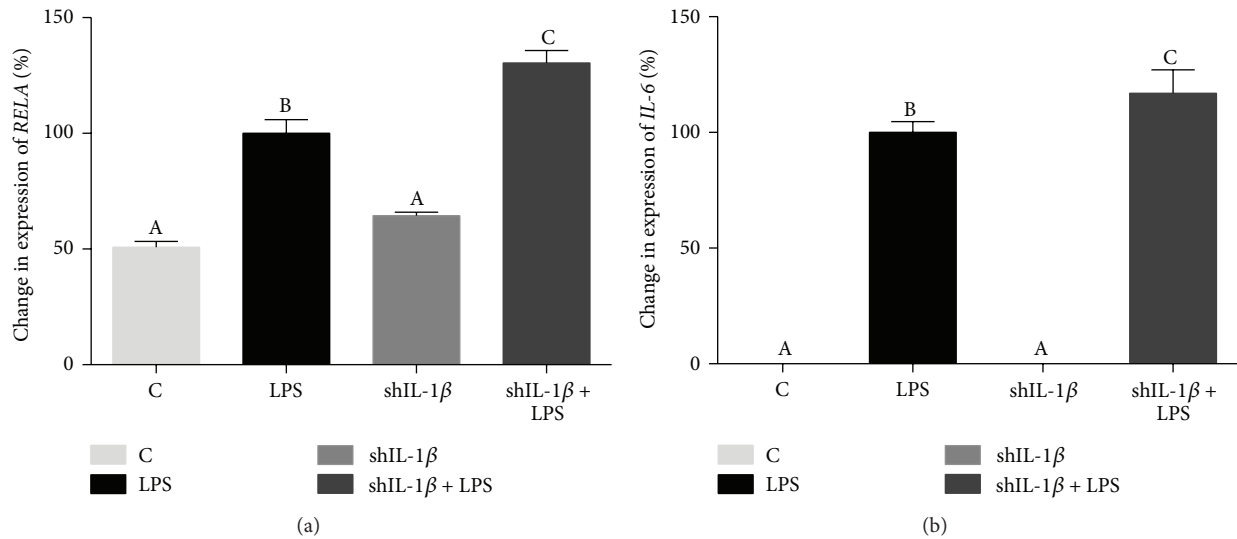 Change in expression of RELA (%)
150
100
50
0
A
B
A
C
C
LPS
shIL-1β
shIL-1β +
LPS
C
LPS
shIL-1β
shIL-1β + LPS
(a)
Change in expression of IL-6 (%)
150
100
50
0
A
B
A
C
C
LPS
shIL-1β
shIL-1β +
LPS
C
LPS
shIL-1β
shIL-1β + LPS
(b)